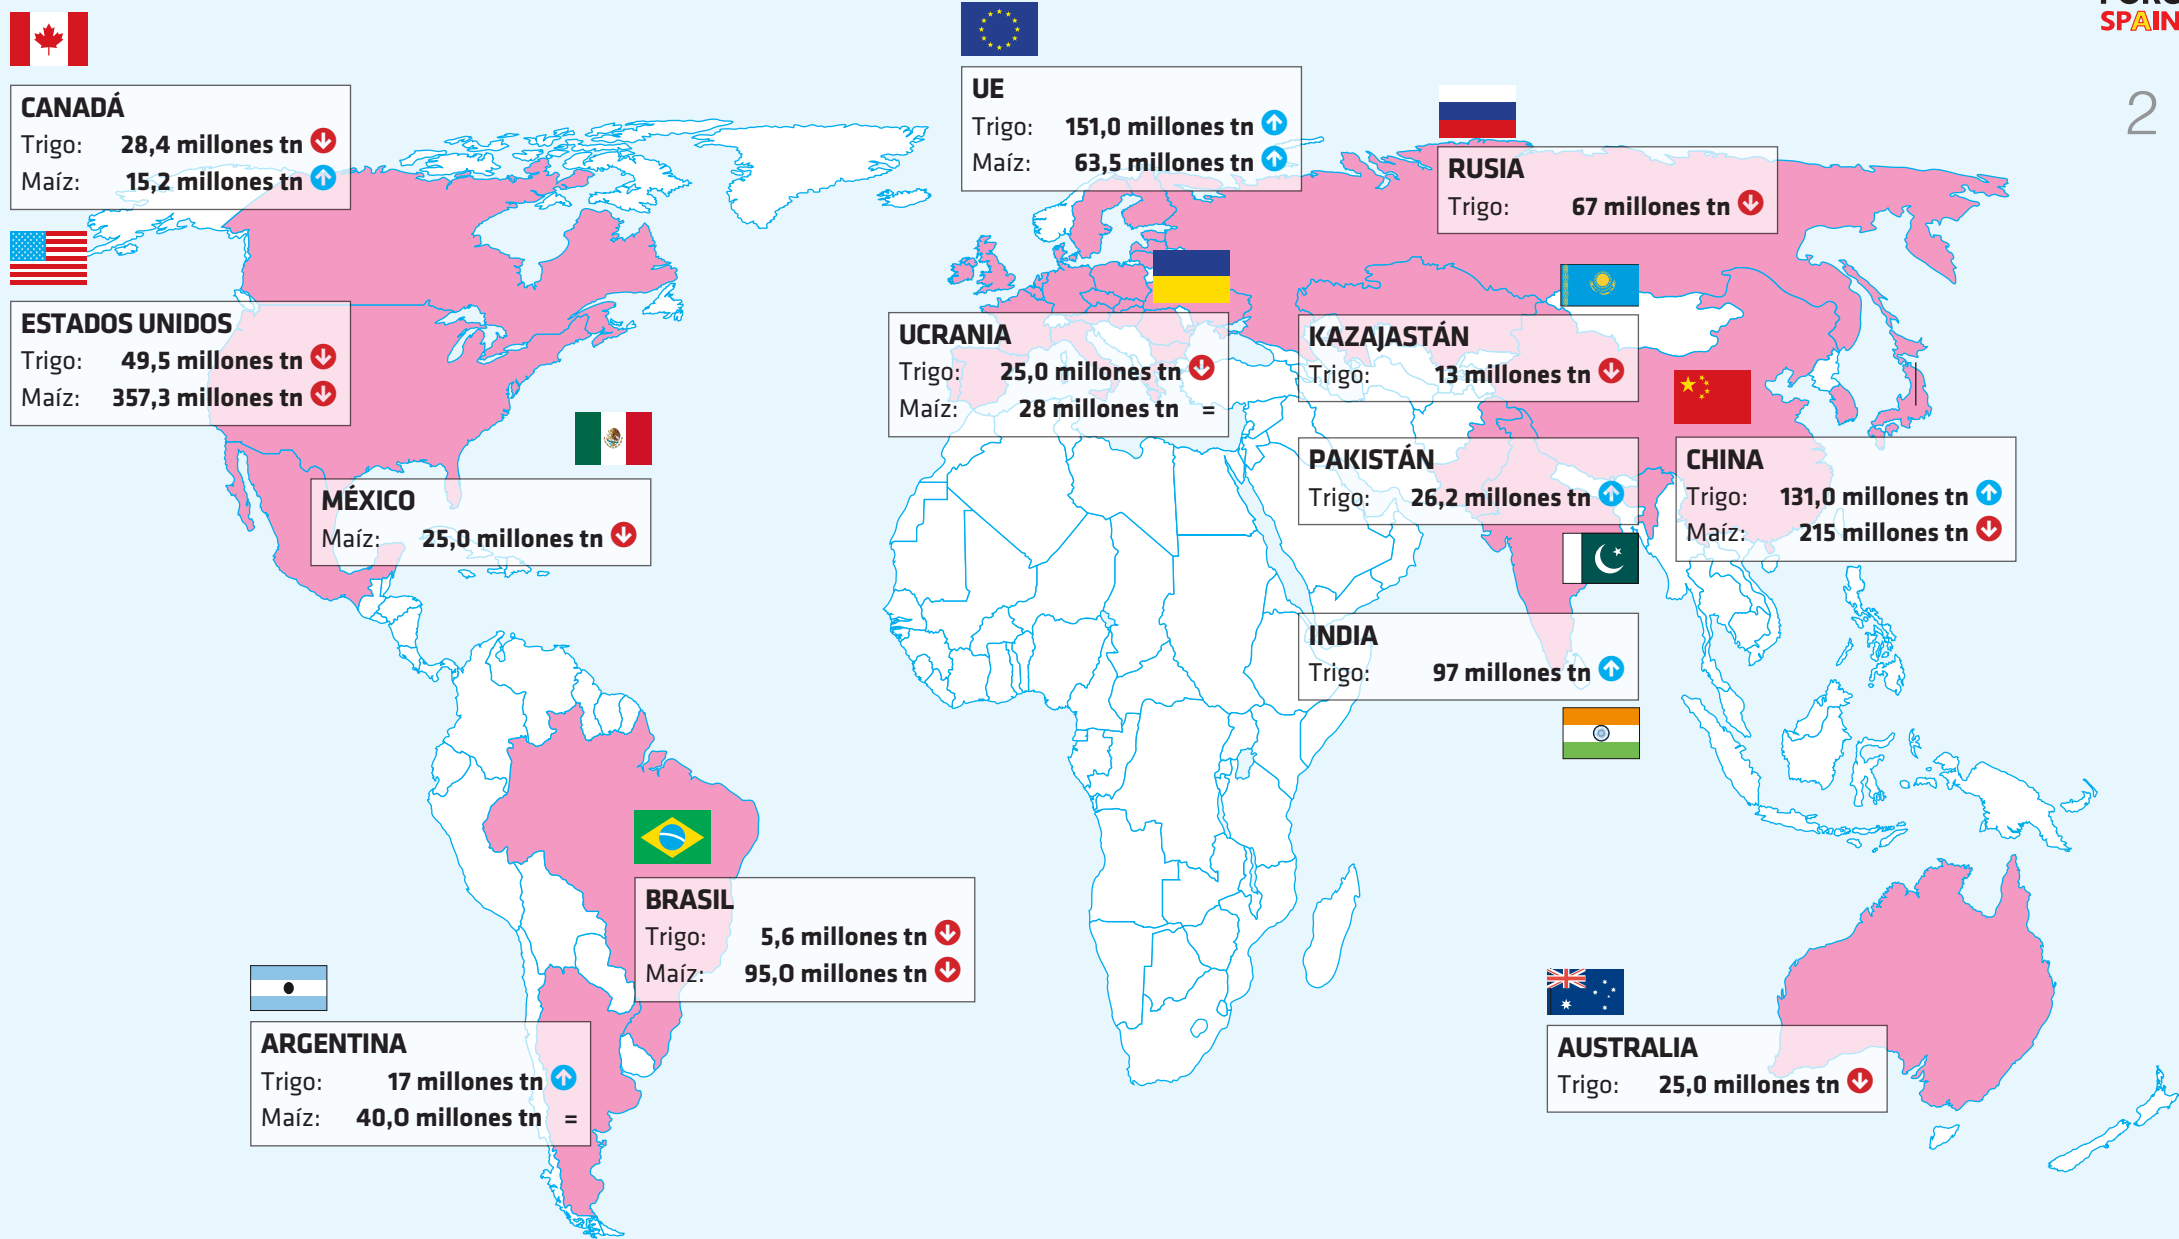 SPAIN
2
CANADÁ
Trigo: 28,4 millones tn
Maíz: 15,2 millones tn
UE
Trigo: 151,0 millones tn
Maíz: 63,5 millones tn
RUSIA
Trigo: 67 millones tn
ESTADOS UNIDOS
Trigo: 49,5 millones tn
Maíz: 357,3 millones tn
UCRANIA
Trigo: 25,0 millones tn
Maíz: 28 millones tn =
KAZAJASTÁN
Trigo: 13 millones tn
MÉXICO
Maíz: 25,0 millones tn
PAKISTÁN
Trigo: 26,2 millones tn
CHINA
Trigo: 131,0 millones tn
Maíz: 215 millones tn
INDIA
Trigo: 97 millones tn
BRASIL
Trigo: 5,6 millones tn
Maíz: 95,0 millones tn
ARGENTINA
Trigo: 17 millones tn
Maíz: 40,0 millones tn =
AUSTRALIA
Trigo: 25,0 millones tn